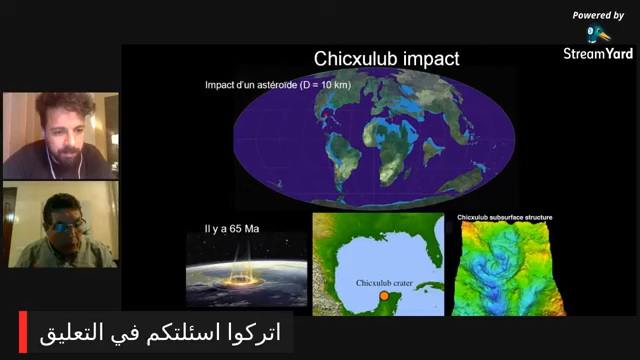 Powered by
StreamYard
Chicxulub impact
Impact d'un astéroïde (D = 10 km)
Il y a 65 Ma
Chicxulub crater
Chicxulub subsurface structure
اتركوا اسئلتكم في التعليق